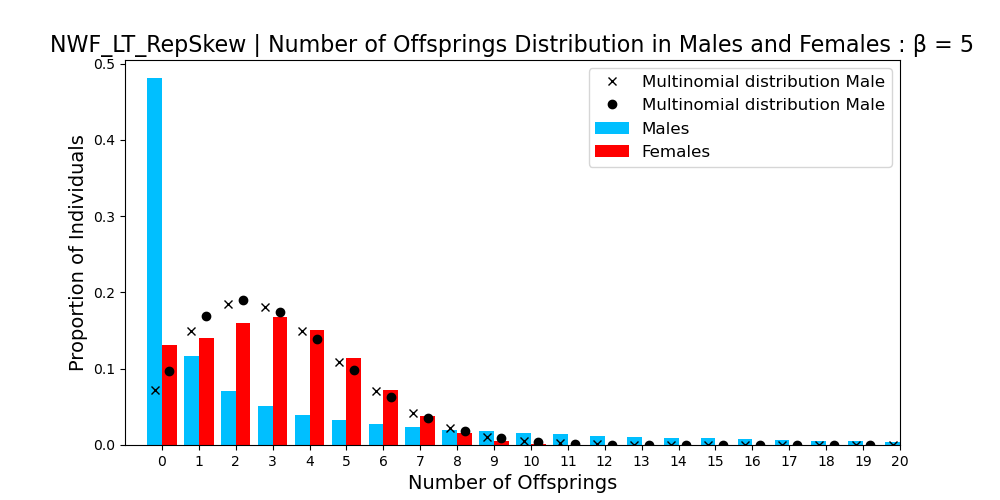 NWF_LT_RepSkew | Number of Offsprings Distribution in Males and Females : β = 5
Multinomial distribution Male
Multinomial distribution Male
Males
Females
Proportion of Individuals
0.5
0.4
0.3
0.2
0.1
0.0
0 1 2 3 4 5 6 7 8 9 10 11 12 13 14 15 16 17 18 19 20
Number of Offsprings